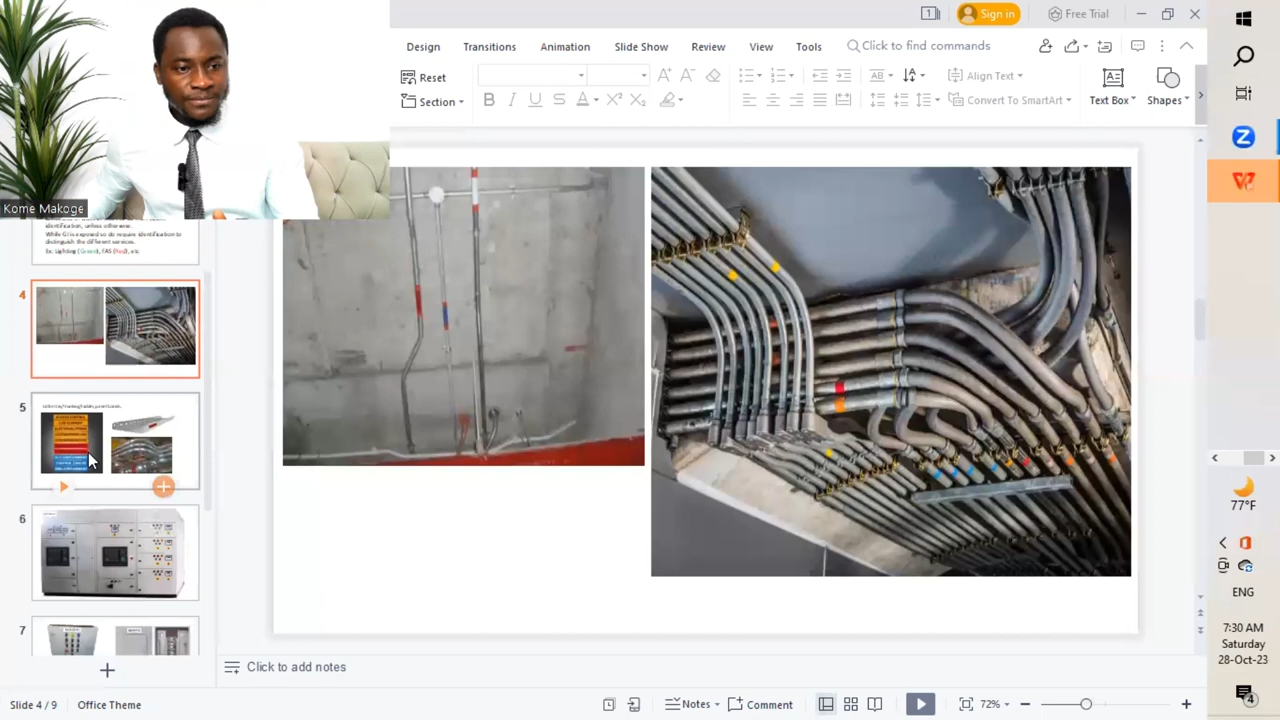 1
Sign in
Free Trial
Design
Transitions
Animation
Slide Show
Review
View
Tools
Click to find commands
Reset
Section
Align Text
Convert To SmartArt
Text Box
Shapes
Kome Makoge
identification, unless otherwise.
While GI is exposed so do require identification to
distinguish the different services.
Ex: Lighting (Green), FAS (Red), etc.
4
5
6
7
Click to add notes
Slide 4 / 9
Office Theme
Notes
Comment
72%
77°F
ENG
7:30 AM
Saturday
28-Oct-23
4